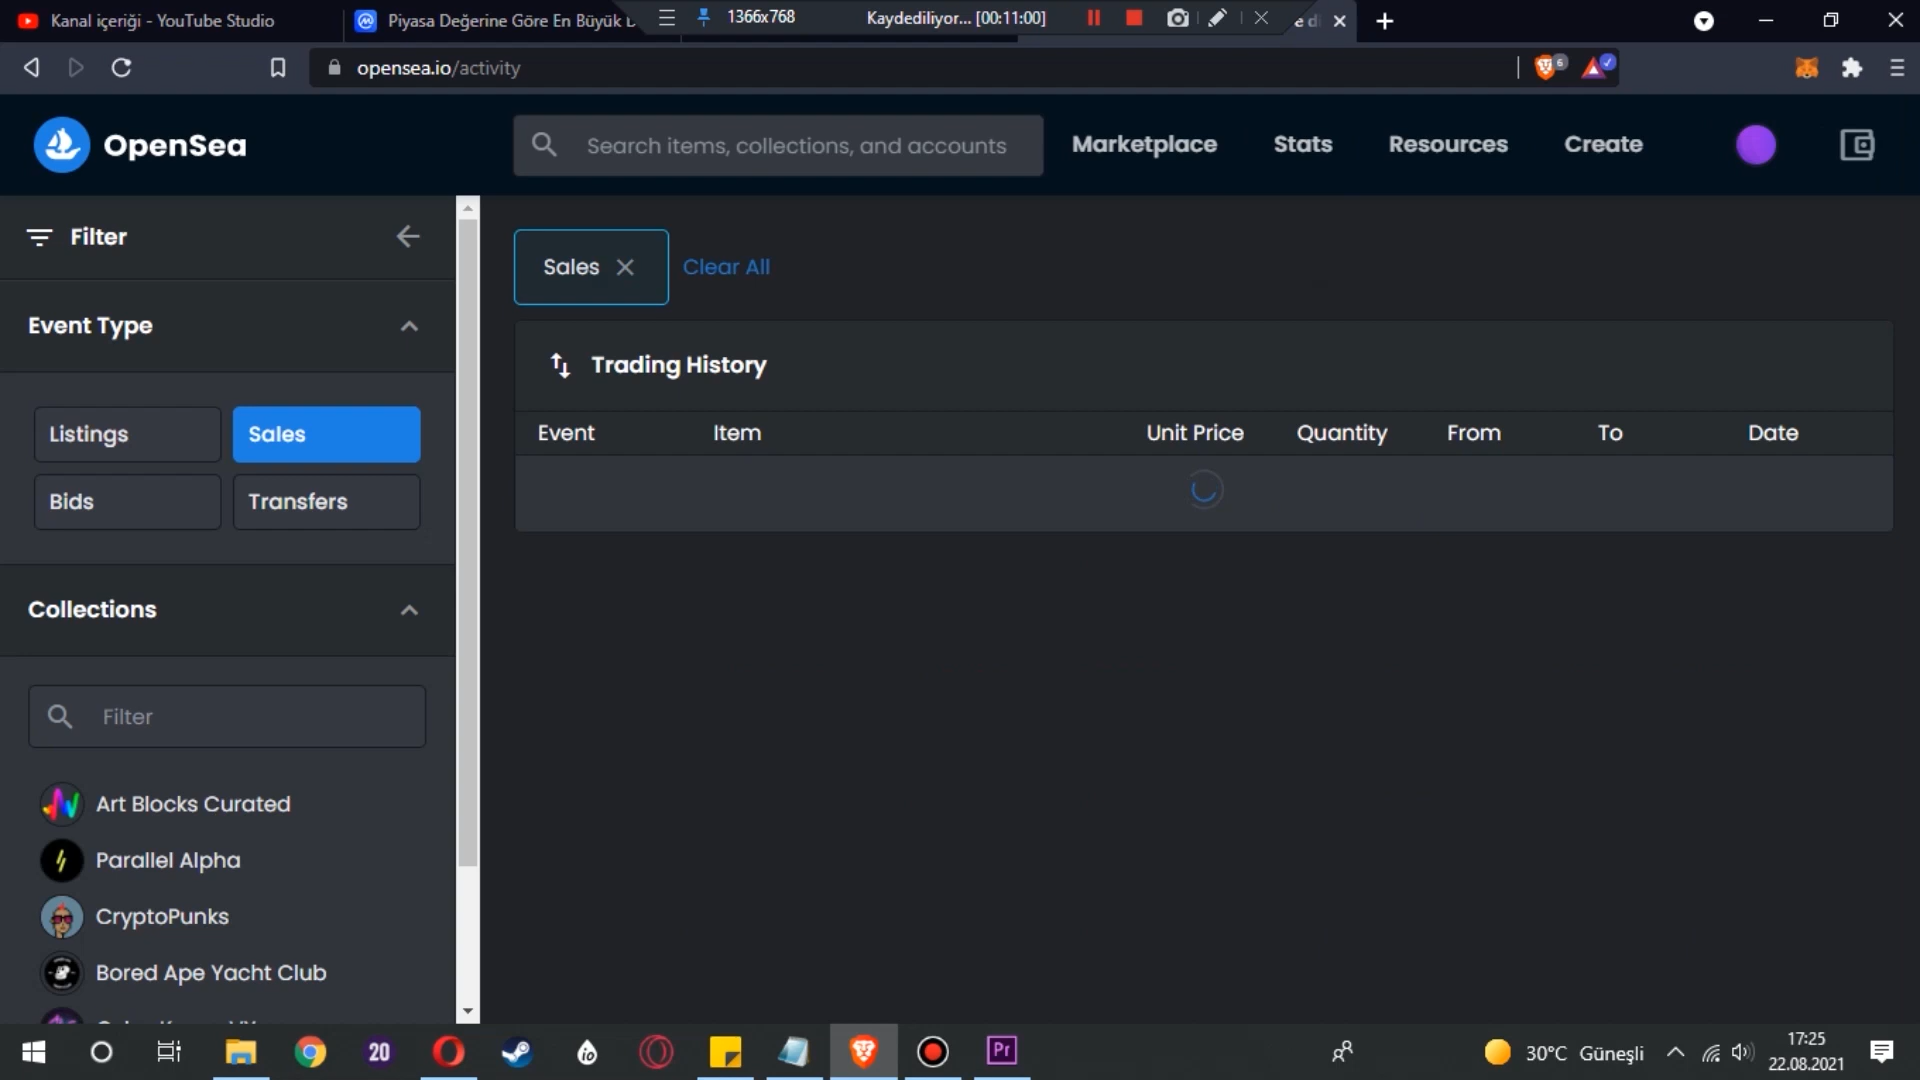 Kanal içeriği - YouTube Studio
Piyasa Değerine Göre En Büyük
1366x768
Kaydediliyor... [00:11:00]
opensea.io/activity
6
OpenSea
Search items, collections, and accounts
Marketplace
Stats
Resources
Create
Filter
Sales
Clear All
Event Type
Trading History
Listings
Sales
Event
Item
Unit Price
Quantity
From
To
Date
Bids
Transfers
Collections
Filter
Art Blocks Curated
Parallel Alpha
CryptoPunks
Bored Ape Yacht Club
20
io
Pr
30°C Güneşli
17:25
22.08.2021